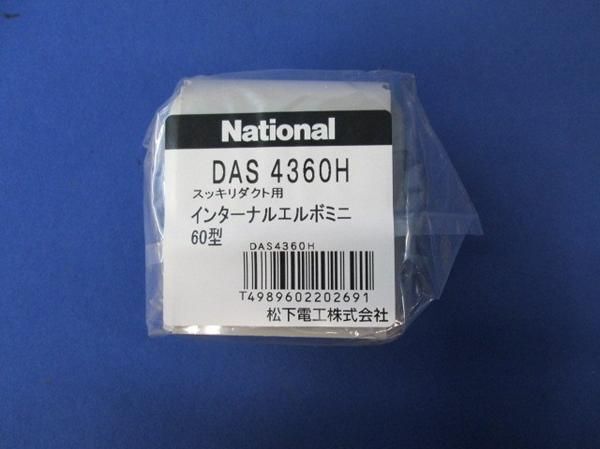 National
DAS 4360H
スッキリダクト用
インターナルエルボミニ
60型
DAS4360H
T4989602202691
松下電工株式会社